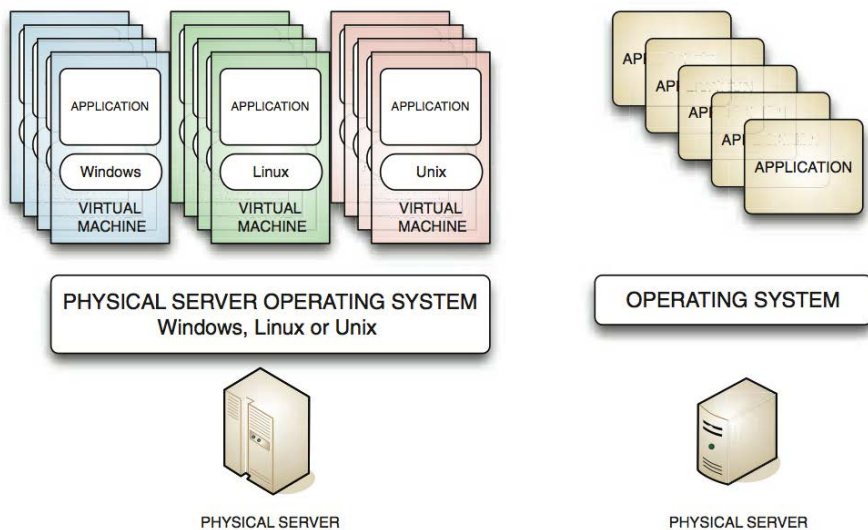 APPLICATION
Windows
VIRTUAL
MACHINE
APPLICATION
Linux
VIRTUAL
MACHINE
APPLICATION
Unix
VIRTUAL
MACHINE
PHYSICAL SERVER OPERATING SYSTEM
Windows, Linux or Unix
PHYSICAL SERVER
APPLICATION
OPERATING SYSTEM
PHYSICAL SERVER